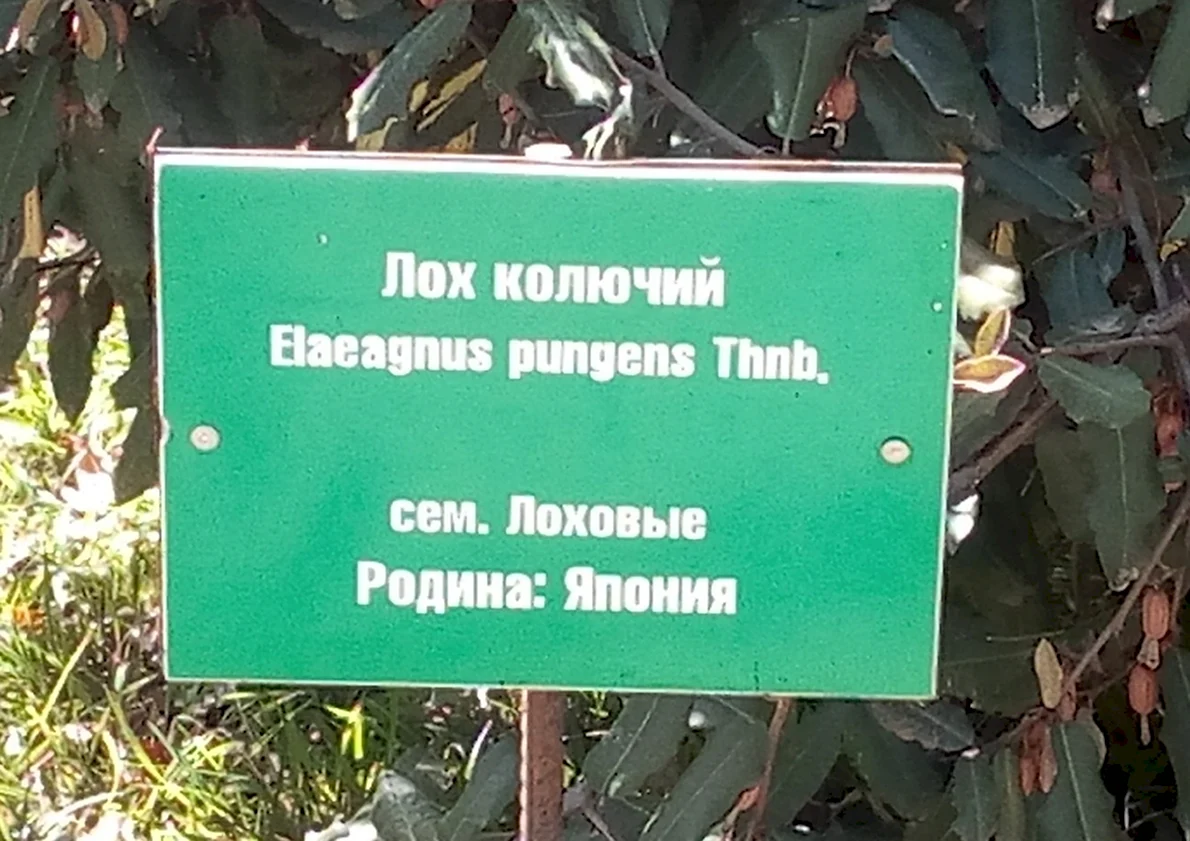 Лох колючий
Elaeagnus pungens Thnb.
сем. Лоховые
Родина: Япония